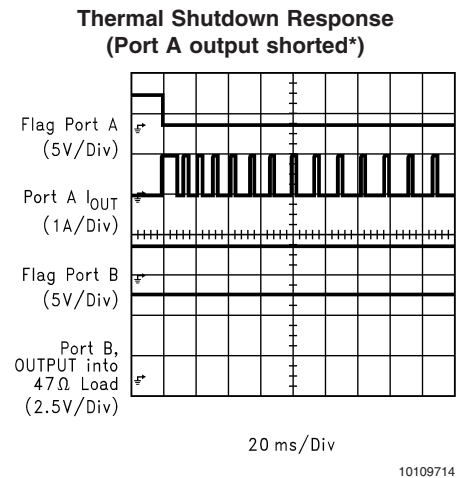 Thermal Shutdown Response
(Port A output shorted*)
Flag Port A
(5V/Div)
Port A IOUT
(1A/Div)
Flag Port B
(5V/Div)
Port B,
OUTPUT into
47Ω Load
(2.5V/Div)
20 ms/Div
10109714